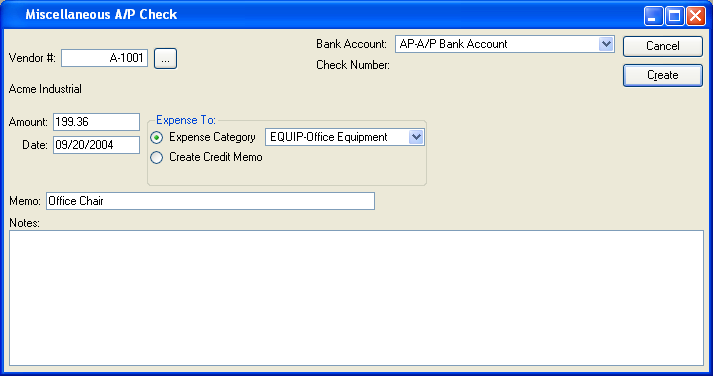 Miscellaneous A/P Check
Bank Account: AP-A/P Bank Account
Cancel
Vendor #: A-1001 ...
Check Number:
Create
Acme Industrial
Amount: 199.36
Expense To:
Date: 09/20/2004
Expense Category EQUIP-Office Equipment
Create Credit Memo
Memo: Office Chair
Notes: